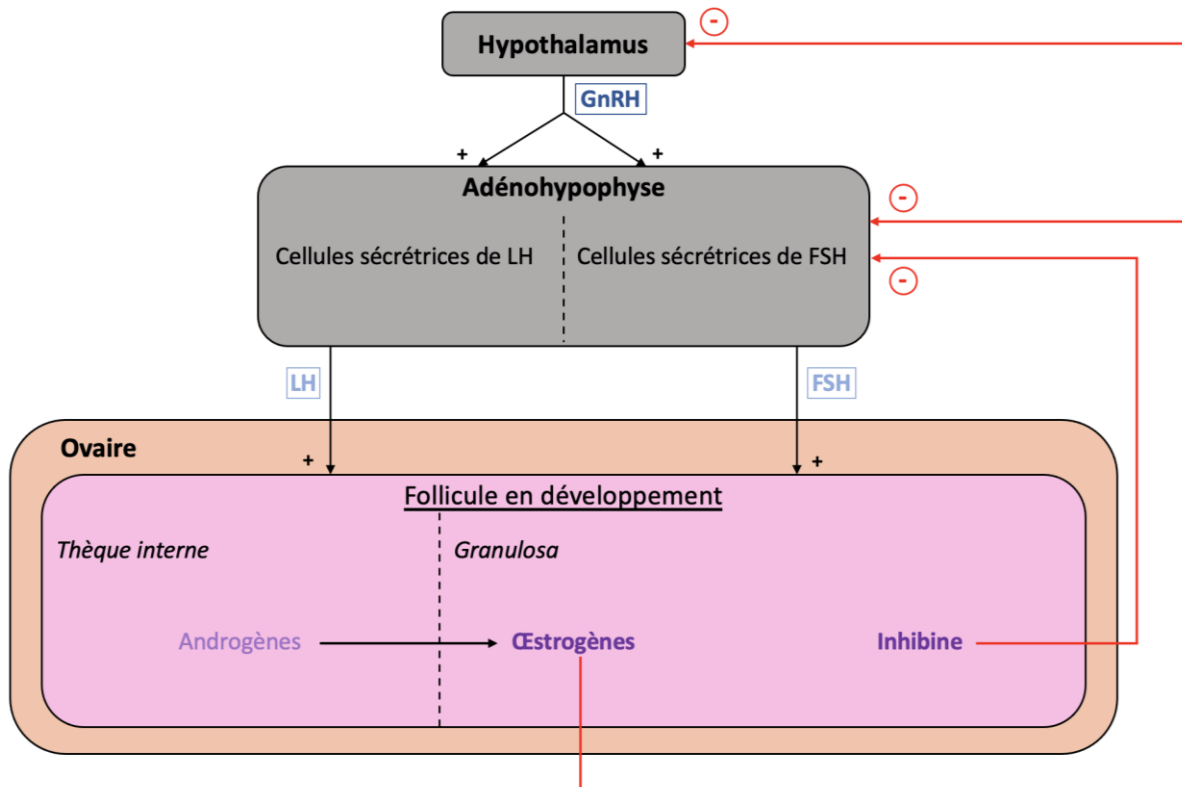 -
Hypothalamus
GnRH
+ +
Adénohypophyse
-
Cellules sécrétrices de LH
Cellules sécrétrices de FSH
-
LH
FSH
Ovaire
+ +
Follicule en développement
Thèque interne
Granulosa
Androgènes
Œstrogènes
Inhibine